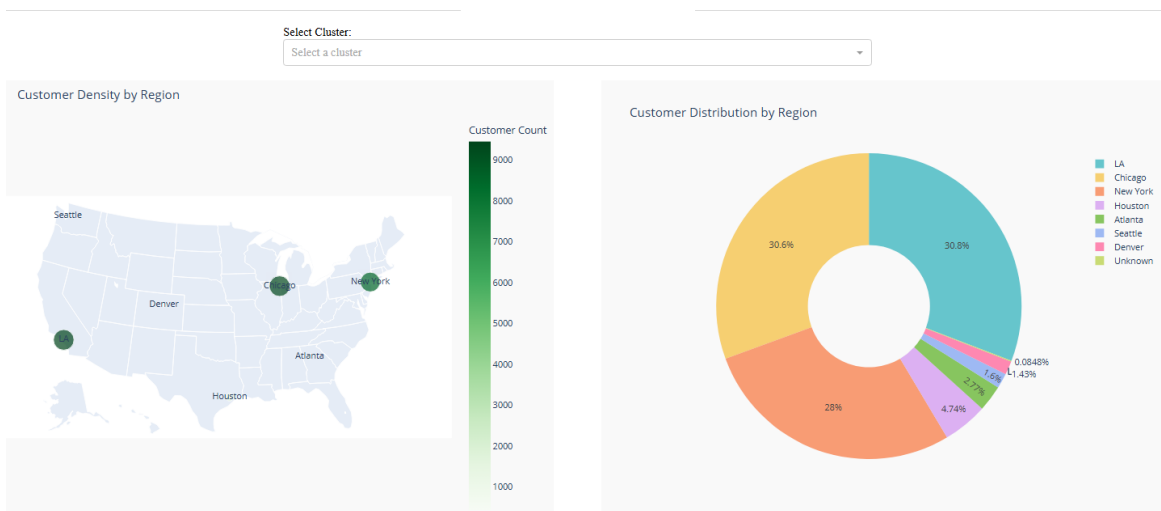 Select Cluster:
Select a cluster
Customer Density by Region
Customer Count
9000
8000
7000
6000
5000
4000
3000
2000
1000
Seattle
Chicago
New York
Denver
LA
Atlanta
Houston
Customer Distribution by Region
30.6%
30.8%
28%
4.74%
2.77%
1.6%
1.43%
0.0848%
LA
Chicago
New York
Houston
Atlanta
Seattle
Denver
Unknown